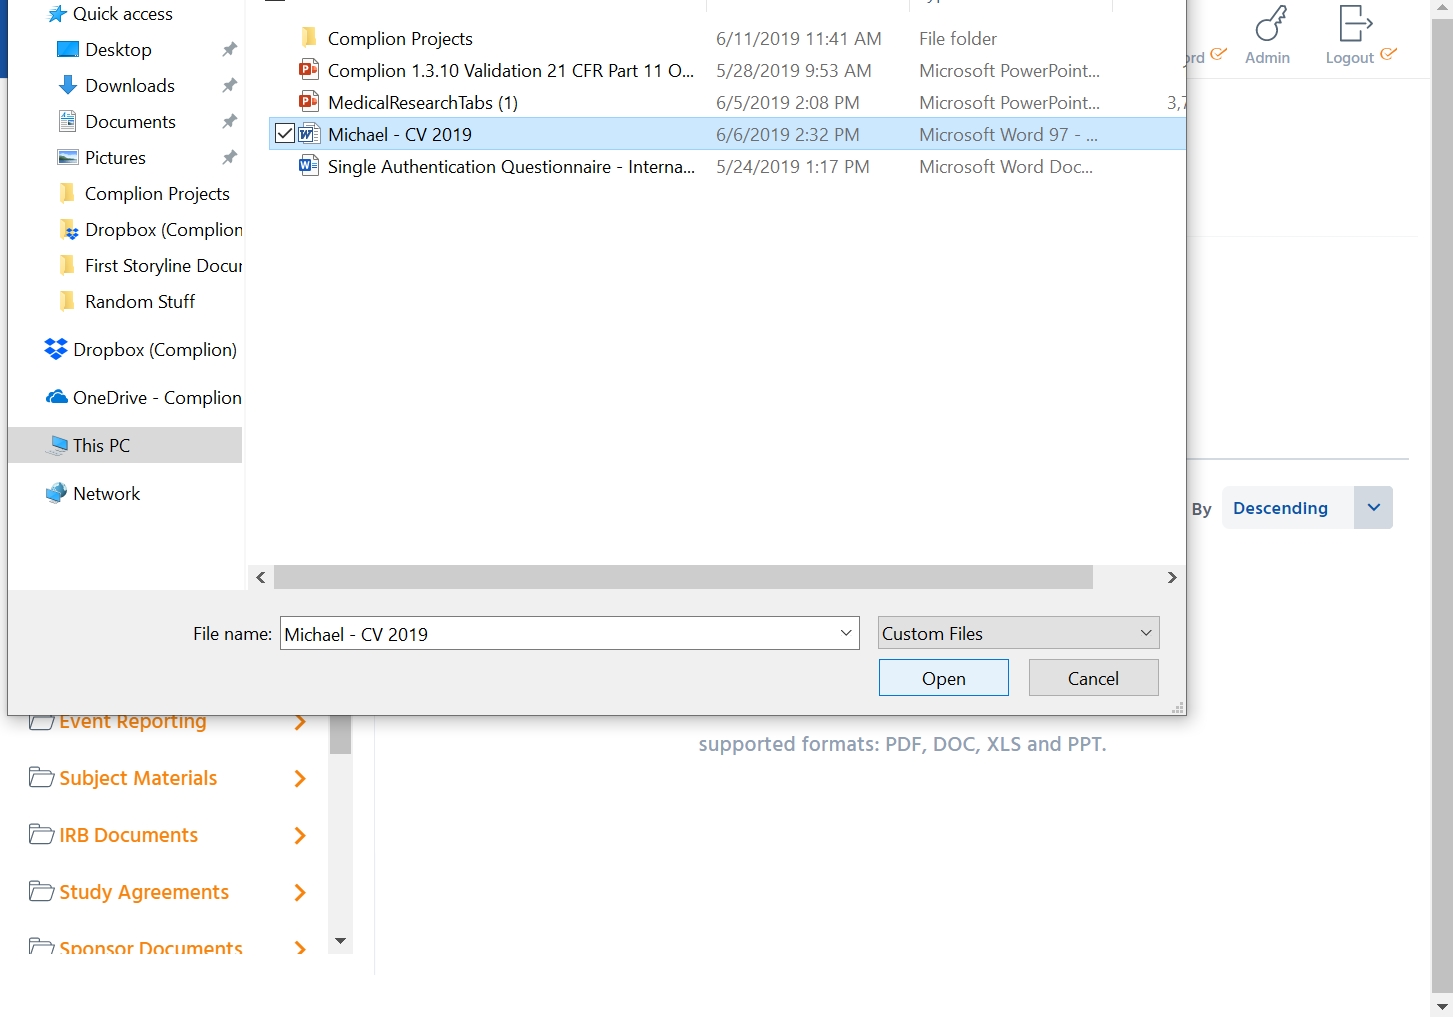 Quick access
Desktop
Downloads
Documents
Pictures
Complion Projects
Dropbox (Complion
First Storyline Docu
Random Stuff
Dropbox (Complion)
OneDrive - Complion
This PC
Network
Complion Projects 6/11/2019 11:41 AM File folder
Complion 1.3.10 Validation 21 CFR Part 11 O... 5/28/2019 9:53 AM Microsoft PowerPoint...
MedicalResearchTabs (1) 6/5/2019 2:08 PM Microsoft PowerPoint... 3,7
Michael - CV 2019 6/6/2019 2:32 PM Microsoft Word 97 - ...
Single Authentication Questionnaire - Interna... 5/24/2019 1:17 PM Microsoft Word Doc...
File name: Michael - CV 2019 Custom Files
Open Cancel
rd Admin Logout
By Descending
Event Reporting
Subject Materials
IRB Documents
Study Agreements
Sponsor Documents
supported formats: PDF, DOC, XLS and PPT.